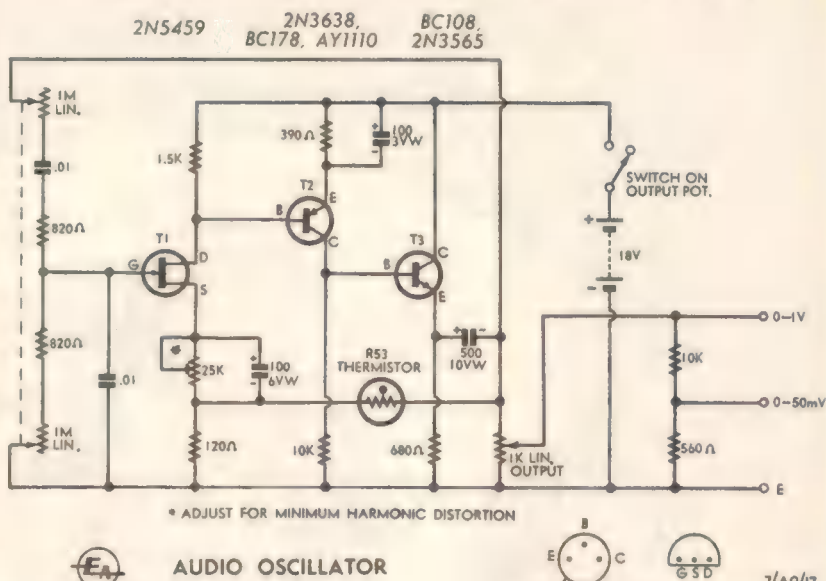 2N5459
2N3638,
BC178, AY1110
BC108,
2N3565
1M
LIN.
.01
820Ω
820Ω
.01
1M
LIN.
1.5K
T1
G
D
S
*
25K
100
6VW
120Ω
390Ω
100
3VW
T2
B
E
C
10K
R53
THERMISTOR
T3
B
C
E
500
10VW
680Ω
1K LIN.
OUTPUT
SWITCH ON
OUTPUT POT.
18V
0-1V
10K
0-50mV
560Ω
E
* ADJUST FOR MINIMUM HARMONIC DISTORTION
EA
AUDIO OSCILLATOR
B
E
C
G S D